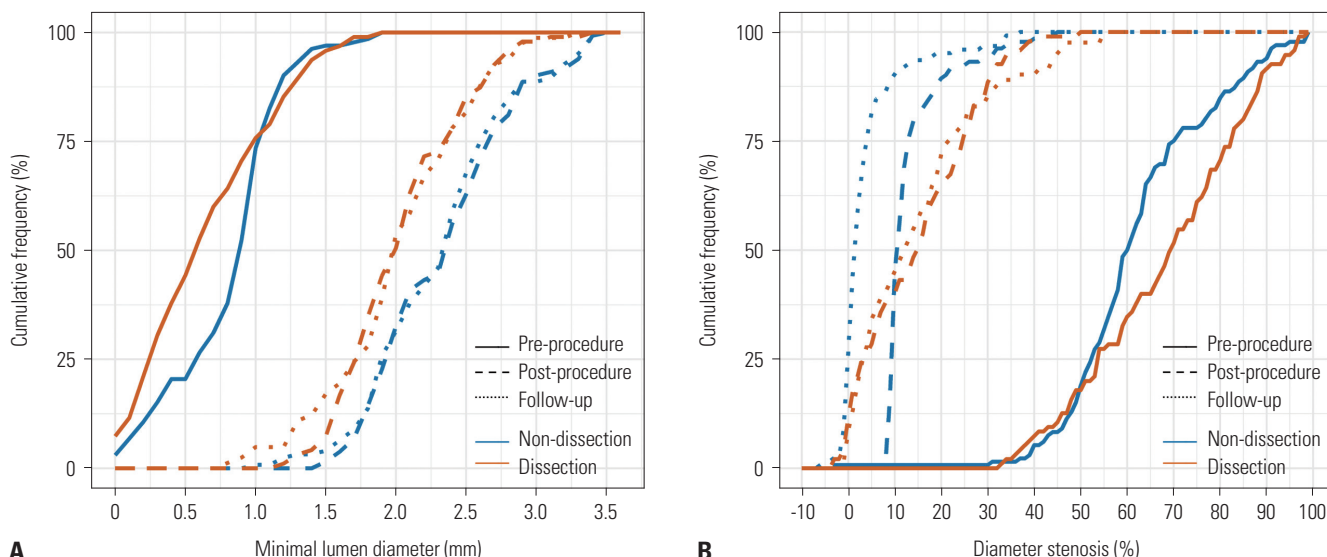 Cumulative frequency (%)
100
75
50
25
0
Pre-procedure
Post-procedure
Follow-up
Non-dissection
Dissection
0 0.5 1.0 1.5 2.0 2.5 3.0 3.5
Minimal lumen diameter (mm)
A
Cumulative frequency (%)
100
75
50
25
0
Pre-procedure
Post-procedure
Follow-up
Non-dissection
Dissection
-10 0 10 20 30 40 50 60 70 80 90 100
Diameter stenosis (%)
B